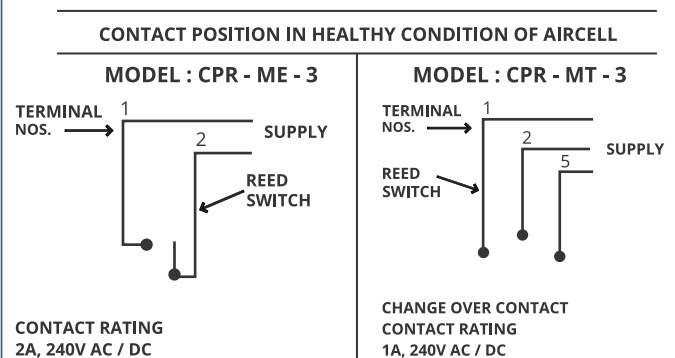 CONTACT POSITION IN HEALTHY CONDITION OF AIRCELL
MODEL : CPR - ME - 3
TERMINAL
NOS.
1
2
SUPPLY
REED
SWITCH
CONTACT RATING
2A, 240V AC / DC
MODEL : CPR - MT - 3
TERMINAL
NOS.
1
2
5
SUPPLY
REED
SWITCH
CHANGE OVER CONTACT
CONTACT RATING
1A, 240V AC / DC